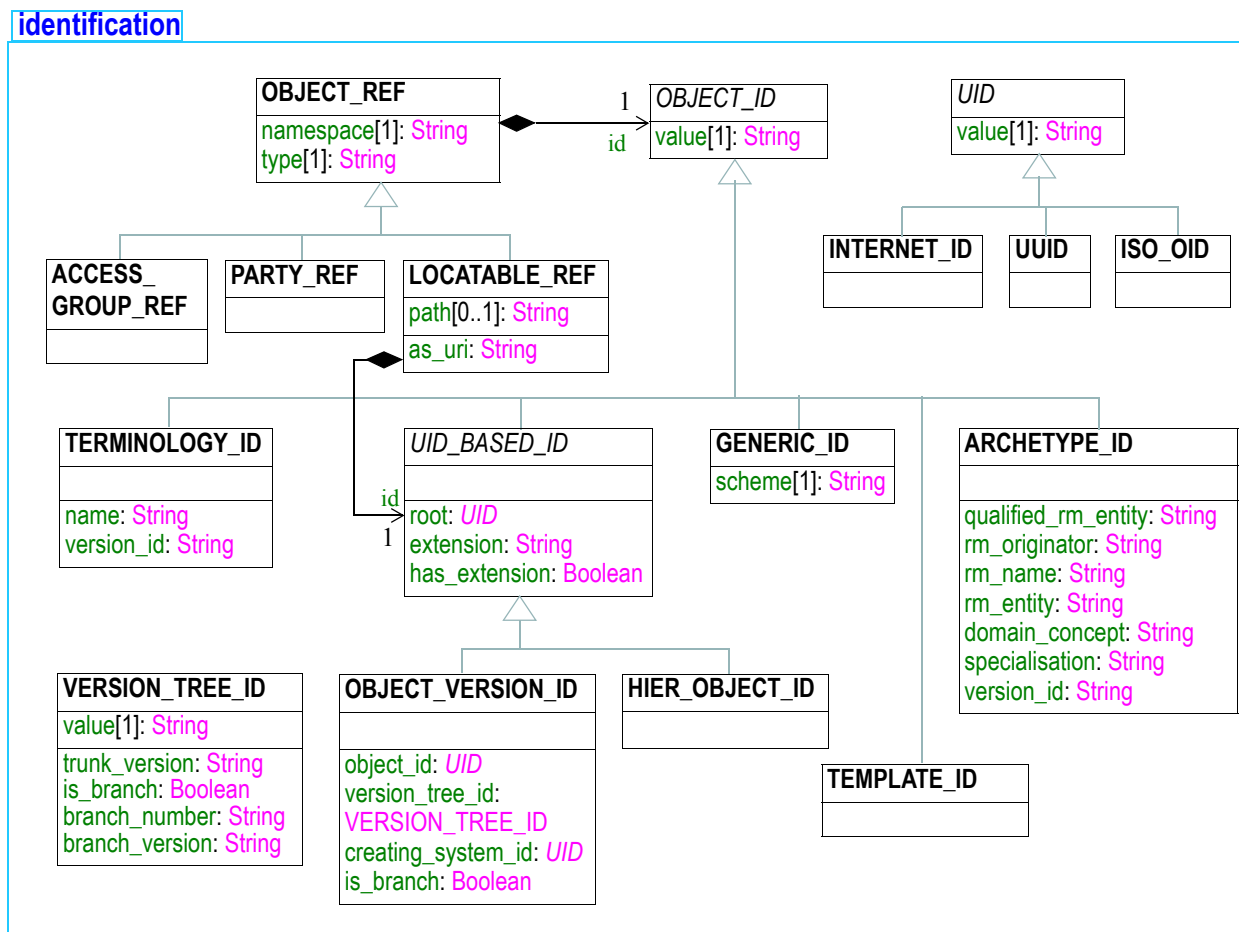 identification
OBJECT_REF
namespace[1]: String
type[1]: String
1
id
OBJECT_ID
value[1]: String
UID
value[1]: String
ACCESS_
GROUP_REF
PARTY_REF
LOCATABLE_REF
path[0..1]: String
as_uri: String
INTERNET_ID
UUID
ISO_OID
TERMINOLOGY_ID
name: String
version_id: String
id
1
UID_BASED_ID
root: UID
extension: String
has_extension: Boolean
GENERIC_ID
scheme[1]: String
ARCHETYPE_ID
qualified_rm_entity: String
rm_originator: String
rm_name: String
rm_entity: String
domain_concept: String
specialisation: String
version_id: String
VERSION_TREE_ID
value[1]: String
trunk_version: String
is_branch: Boolean
branch_number: String
branch_version: String
OBJECT_VERSION_ID
object_id: UID
version_tree_id:
VERSION_TREE_ID
creating_system_id: UID
is_branch: Boolean
HIER_OBJECT_ID
TEMPLATE_ID